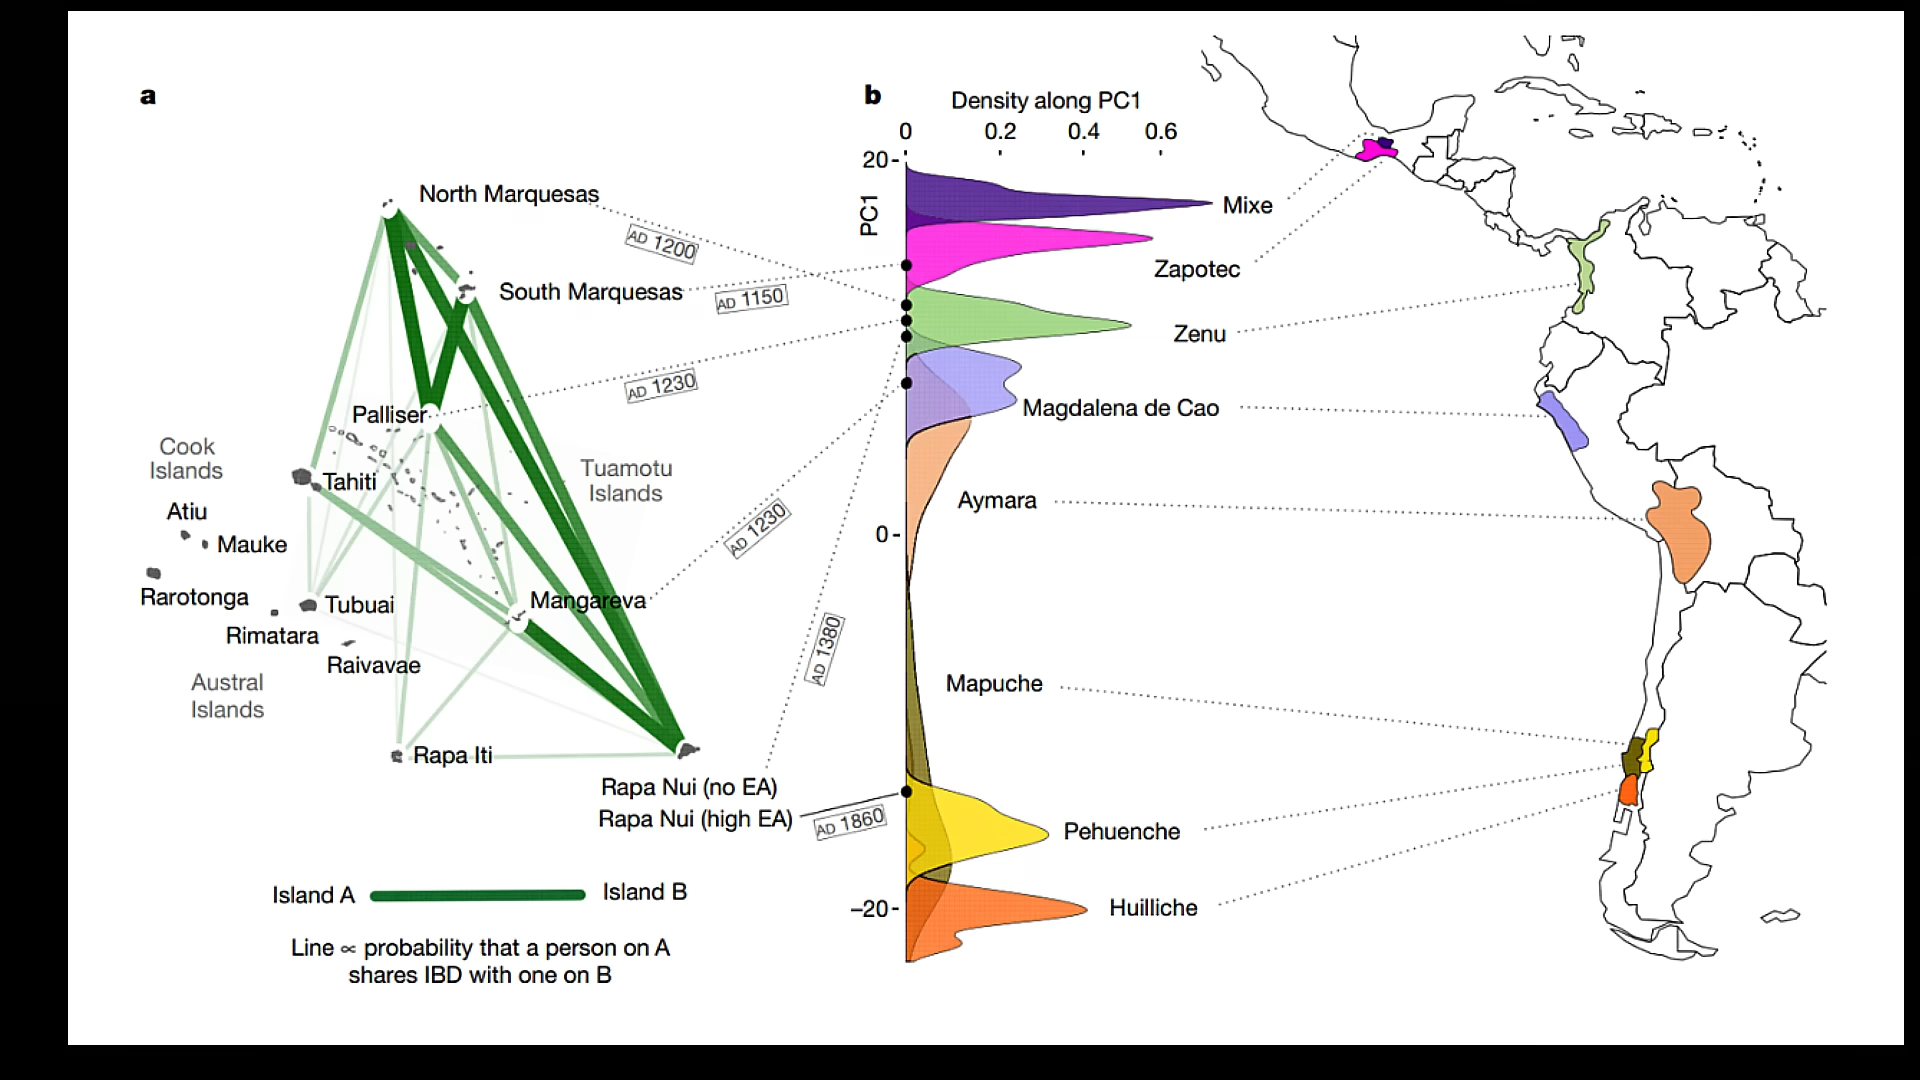 a
North Marquesas
AD 1200
South Marquesas
AD 1150
AD 1230
Palliser
Cook
Islands
Tuamotu
Islands
Tahiti
Atiu
Mauke
AD 1230
Rarotonga
Tubuai
Mangareva
Rimatara
Raivavae
AD 1380
Austral
Islands
Rapa Iti
Rapa Nui (no EA)
Rapa Nui (high EA)
AD 1860
Island A
Island B
Line ∝ probability that a person on A
shares IBD with one on B
b
Density along PC1
0 0.2 0.4 0.6
20
PC1
0
–20
Mixe
Zapotec
Zenu
Magdalena de Cao
Aymara
Mapuche
Pehuenche
Huilliche